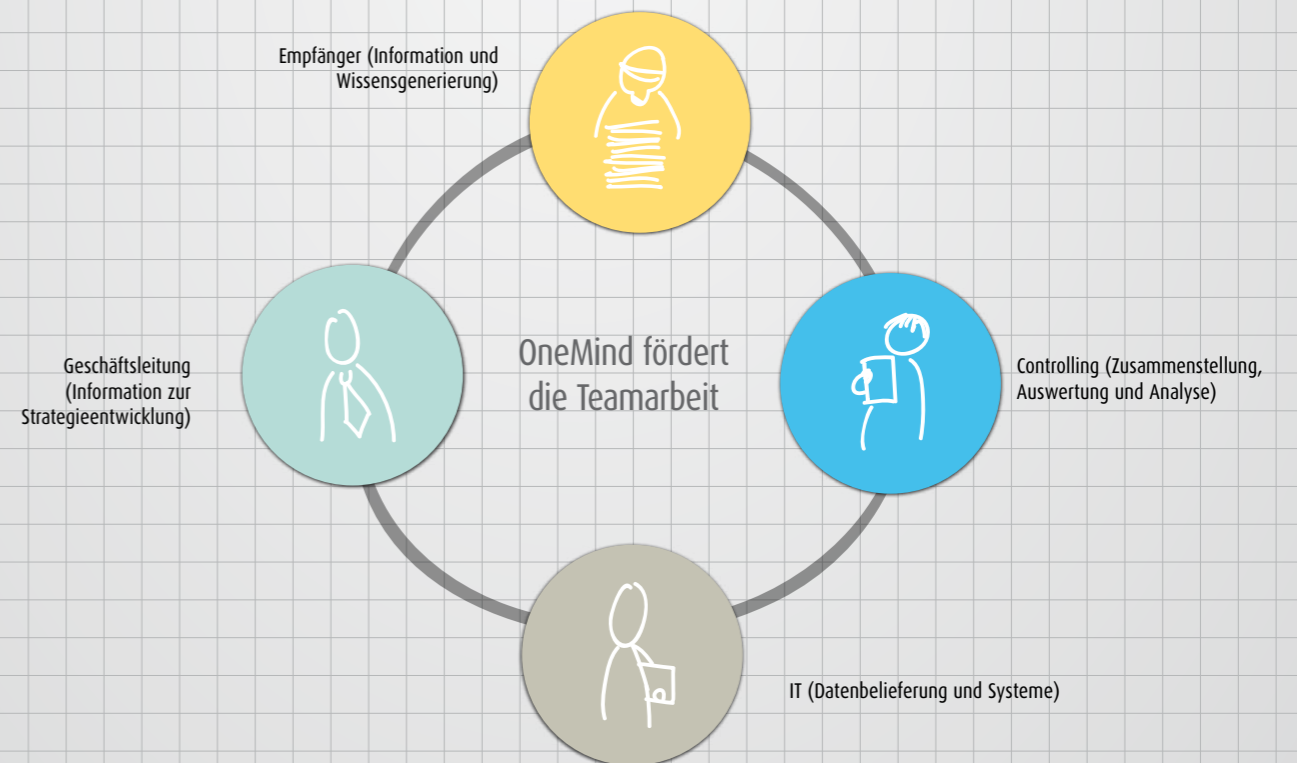 Empfänger (Information und
Wissensgenerierung)
Geschäftsleitung
(Information zur
Strategieentwicklung)
OneMind fördert
die Teamarbeit
Controlling (Zusammenstellung,
Auswertung und Analyse)
IT (Datenbelieferung und Systeme)